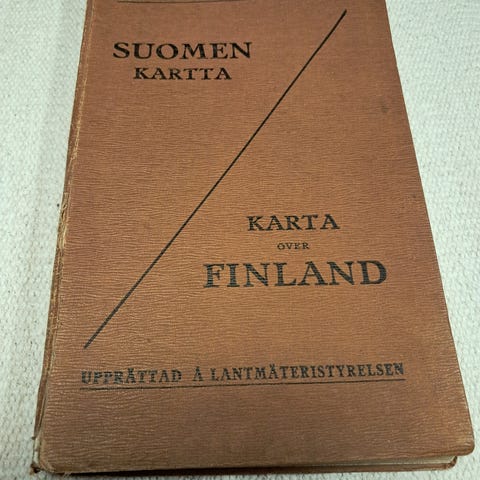 SUOMEN
KARTTA
KARTA
ÖVER
FINLAND
UPPRÄTTAD Å LANTMÄTERISTYRELSEN